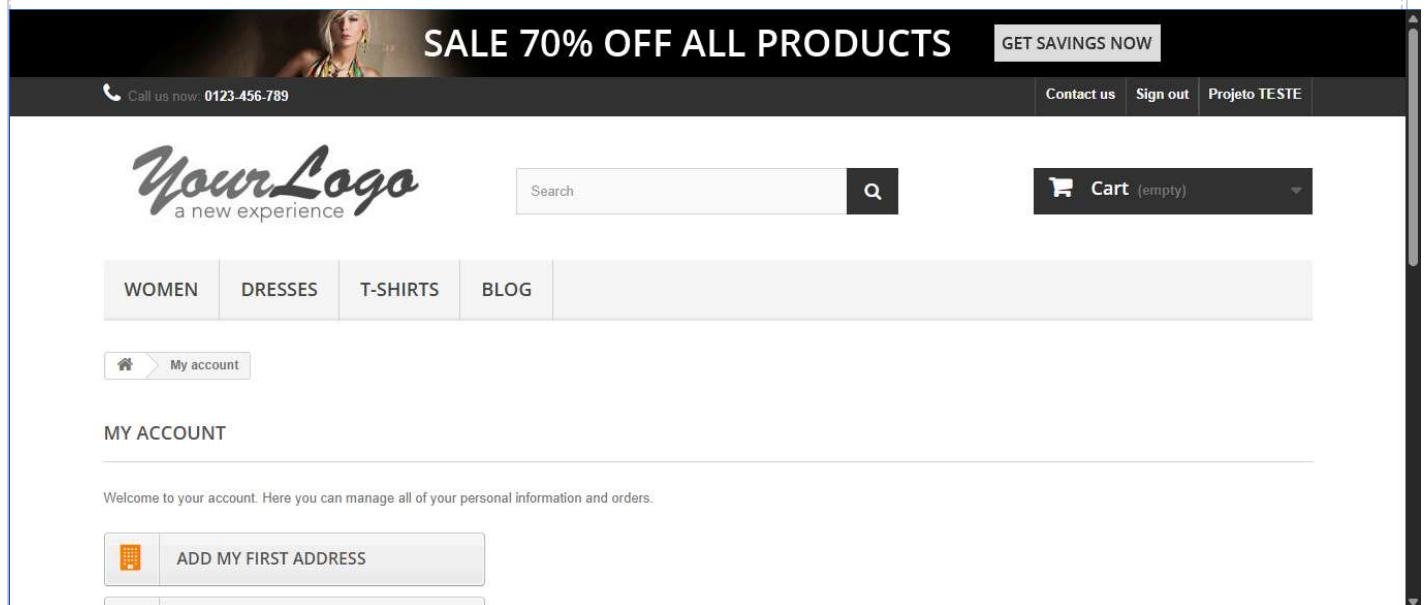 SALE 70% OFF ALL PRODUCTS GET SAVINGS NOW
Call us now: 0123-456-789 Contact us Sign out Projeto TESTE
YourLogo
a new experience
Search
Cart (empty)
WOMEN DRESSES T-SHIRTS BLOG
My account
MY ACCOUNT
Welcome to your account. Here you can manage all of your personal information and orders.
ADD MY FIRST ADDRESS